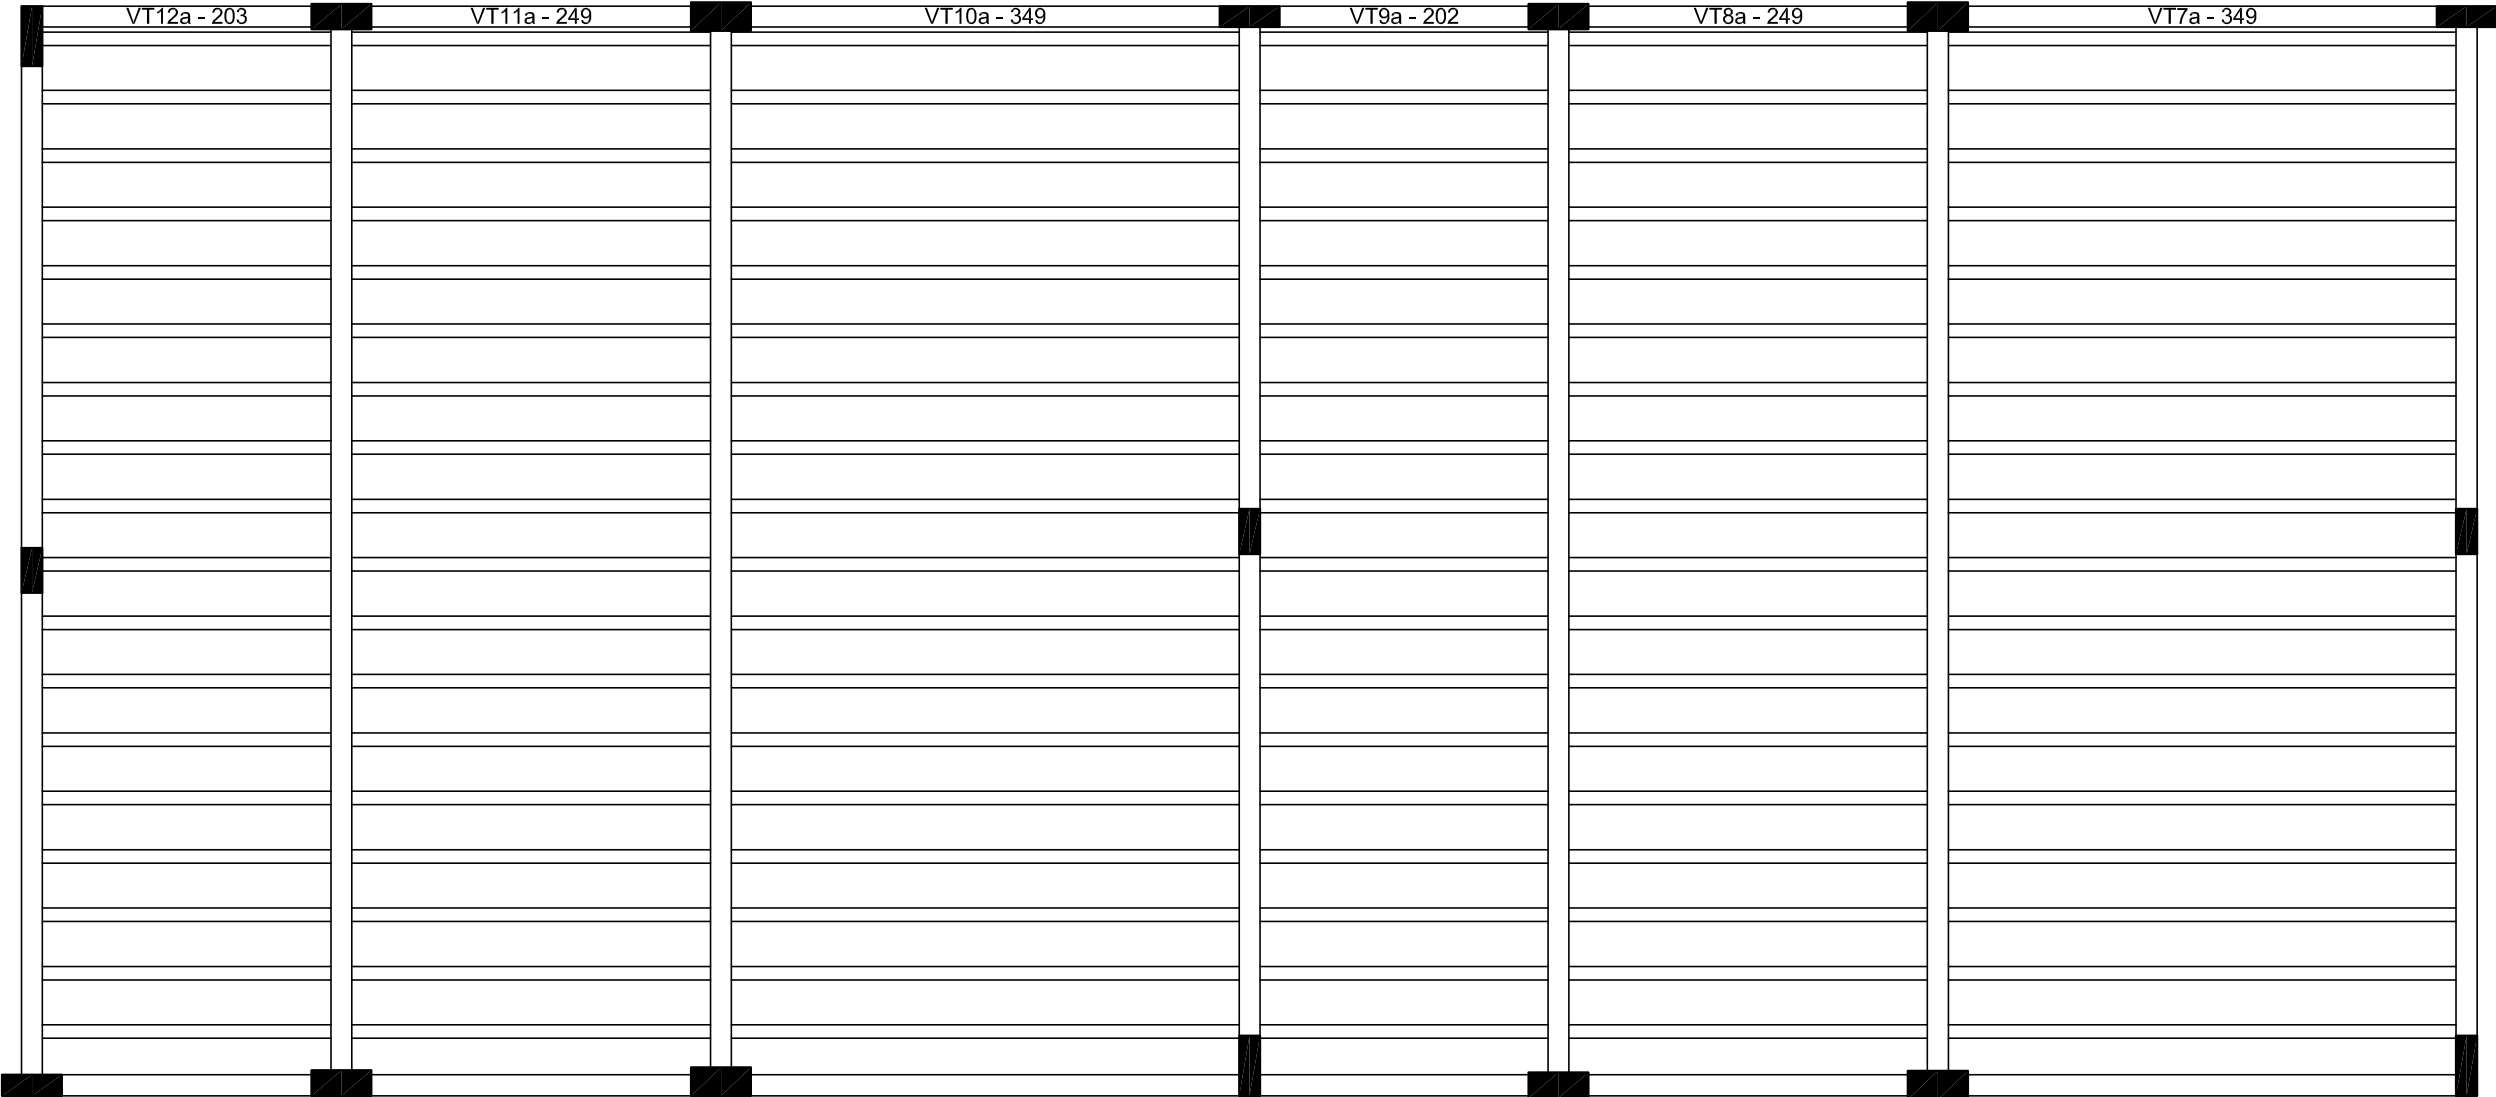 VT12a - 203
VT11a - 249
VT10a - 349
VT9a - 202
VT8a - 249
VT7a - 349